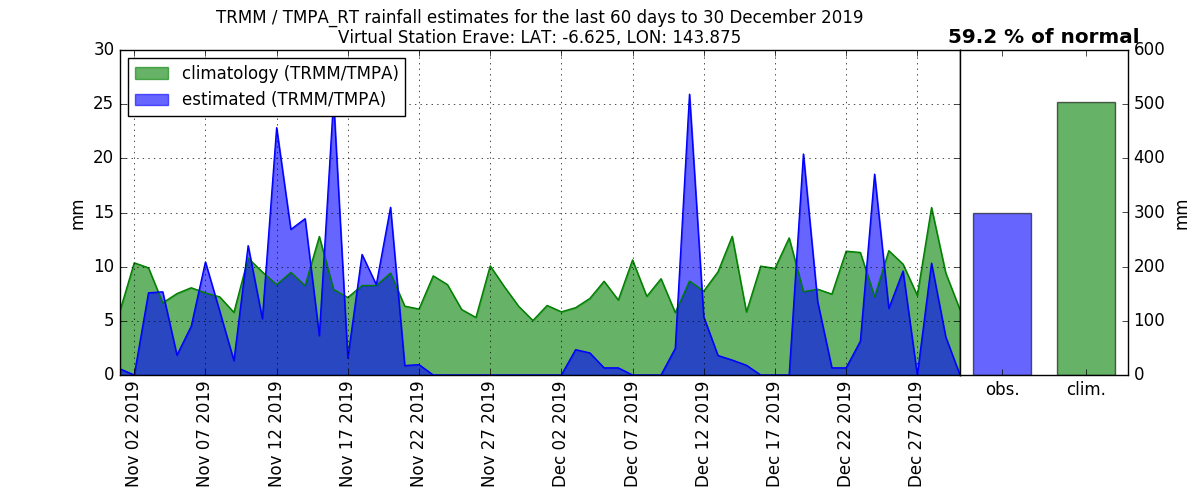 TRMM / TMPA_RT rainfall estimates for the last 60 days to 30 December 2019
Virtual Station Erave: LAT: -6.625, LON: 143.875
59.2 % of normal
climatology (TRMM/TMPA)
estimated (TRMM/TMPA)
30
25
20
15
10
5
0
mm
600
500
400
300
200
100
0
mm
Nov 02 2019
Nov 07 2019
Nov 12 2019
Nov 17 2019
Nov 22 2019
Nov 27 2019
Dec 02 2019
Dec 07 2019
Dec 12 2019
Dec 17 2019
Dec 22 2019
Dec 27 2019
obs.
clim.